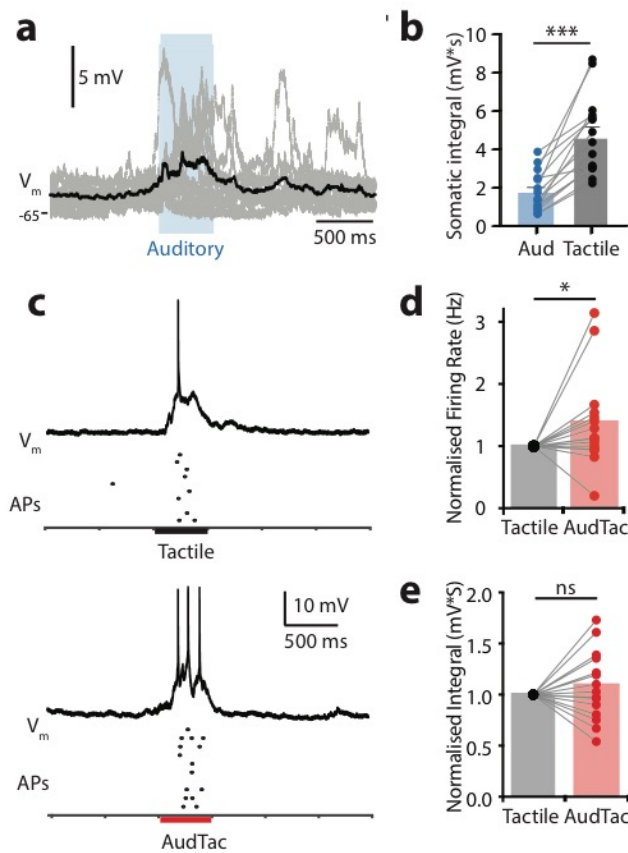 a
5 mV
Vm
-65
Auditory
500 ms
b
***
Somatic integral (mV*s)
10
8
6
4
2
0
Aud Tactile
c
Vm
APs
Tactile
10 mV
500 ms
Vm
APs
AudTac
d
*
Normalised Firing Rate (Hz)
3
2
1
0
Tactile AudTac
e
ns
Normalised Integral (mV*S)
2.0
1.5
1.0
0.5
0.0
Tactile AudTac